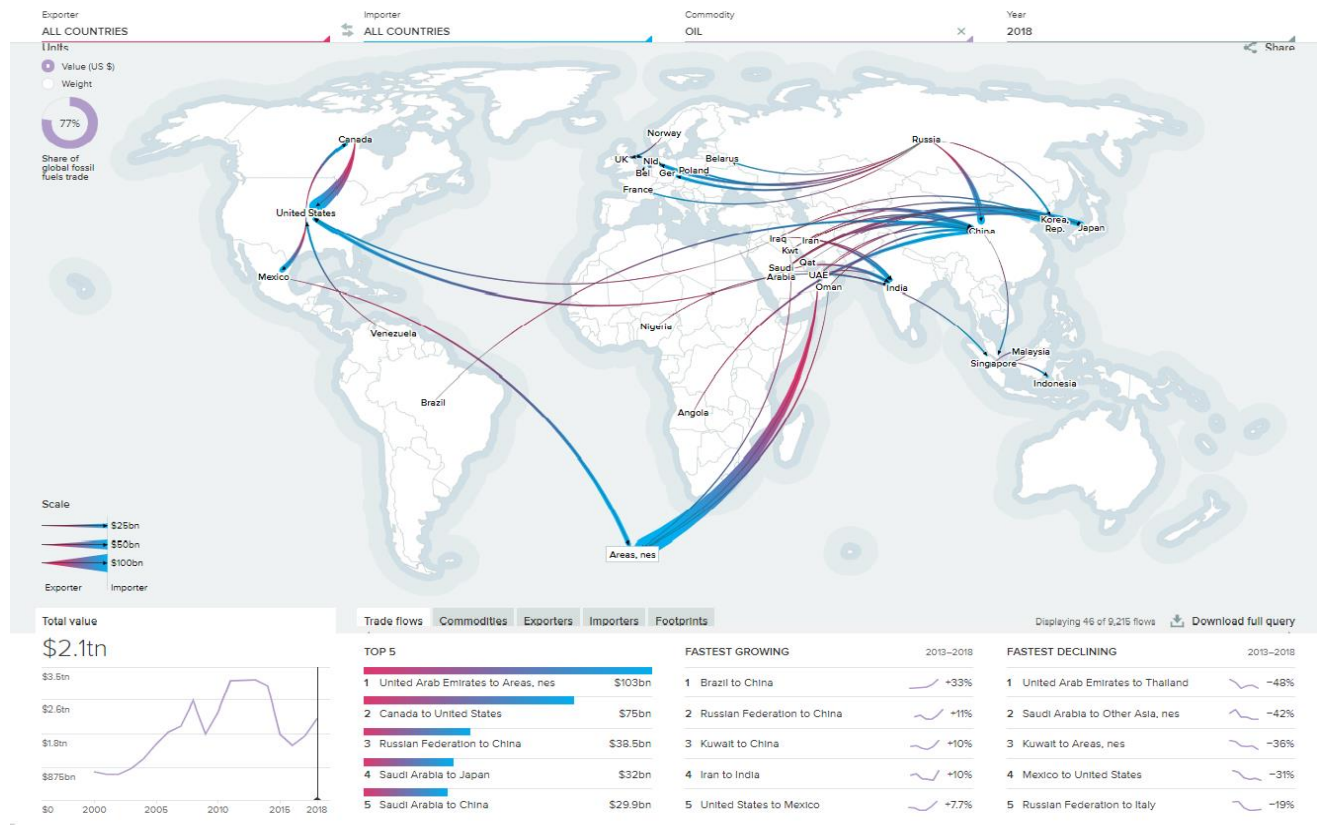 Exporter
ALL COUNTRIES
Importer
ALL COUNTRIES
Commodity
OIL
Year
2018
Units
Share
Value (US $)
Weight
77%
Share of
global fossil
fuels trade
Canada
United States
Mexico
Venezuela
Brazil
Norway
UK
Nld
Bel
Ger
Poland
Belarus
France
Russia
Iraq
Iran
Kwt
Qat
Saudi
Arabia
UAE
Oman
China
Korea,
Rep.
Japan
India
Nigeria
Angola
Malaysia
Singapore
Indonesia
Areas, nes
Scale
$25bn
$50bn
$100bn
Exporter
Importer
Total value
$2.1tn
$3.5tn
$2.6tn
$1.8tn
$875bn
$0
2000
2005
2010
2015
2018
Trade flows
Commodities
Exporters
Importers
Footprints
Displaying 46 of 9,215 flows
Download full query
TOP 5
1 United Arab Emirates to Areas, nes $103bn
2 Canada to United States $75bn
3 Russian Federation to China $38.5bn
4 Saudi Arabia to Japan $32bn
5 Saudi Arabia to China $29.9bn
FASTEST GROWING 2013–2018
1 Brazil to China +33%
2 Russian Federation to China +11%
3 Kuwait to China +10%
4 Iran to India +10%
5 United States to Mexico +7.7%
FASTEST DECLINING 2013–2018
1 United Arab Emirates to Thailand −48%
2 Saudi Arabia to Other Asia, nes −42%
3 Kuwait to Areas, nes −36%
4 Mexico to United States −31%
5 Russian Federation to Italy −19%